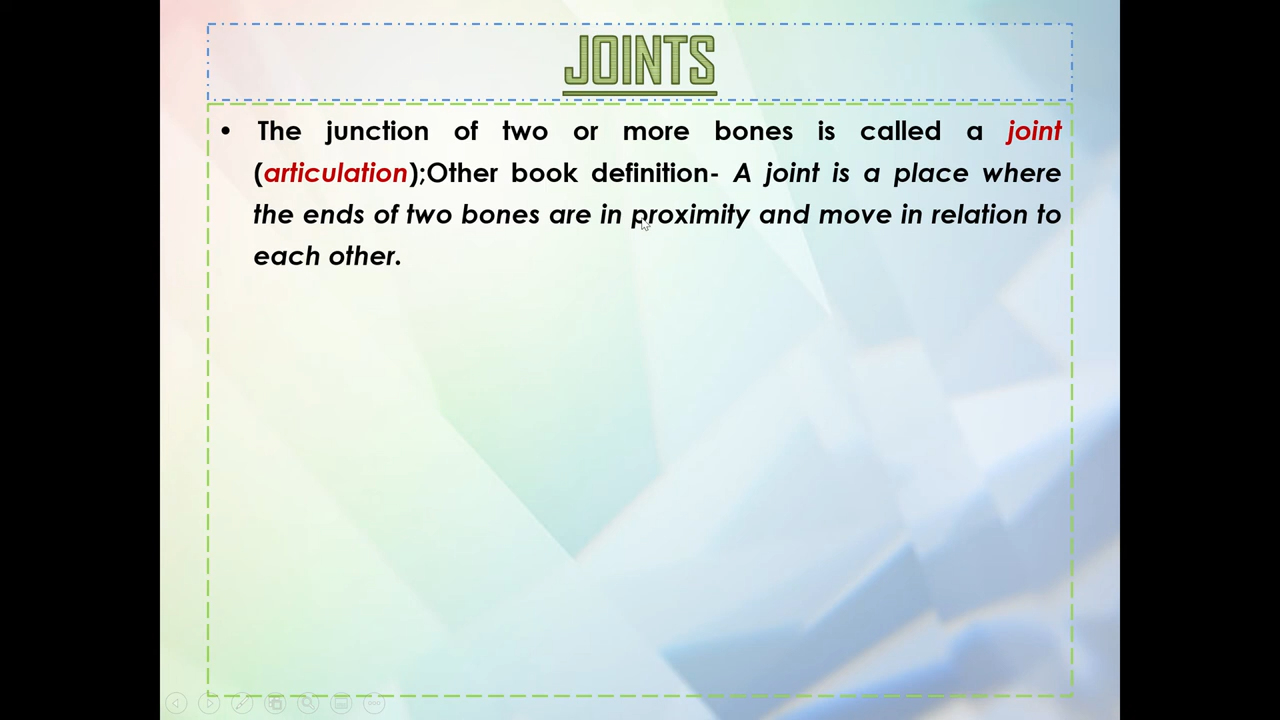 JOINTS
• The junction of two or more bones is called a joint
(articulation);Other book definition- A joint is a place where
the ends of two bones are in proximity and move in relation to
each other.